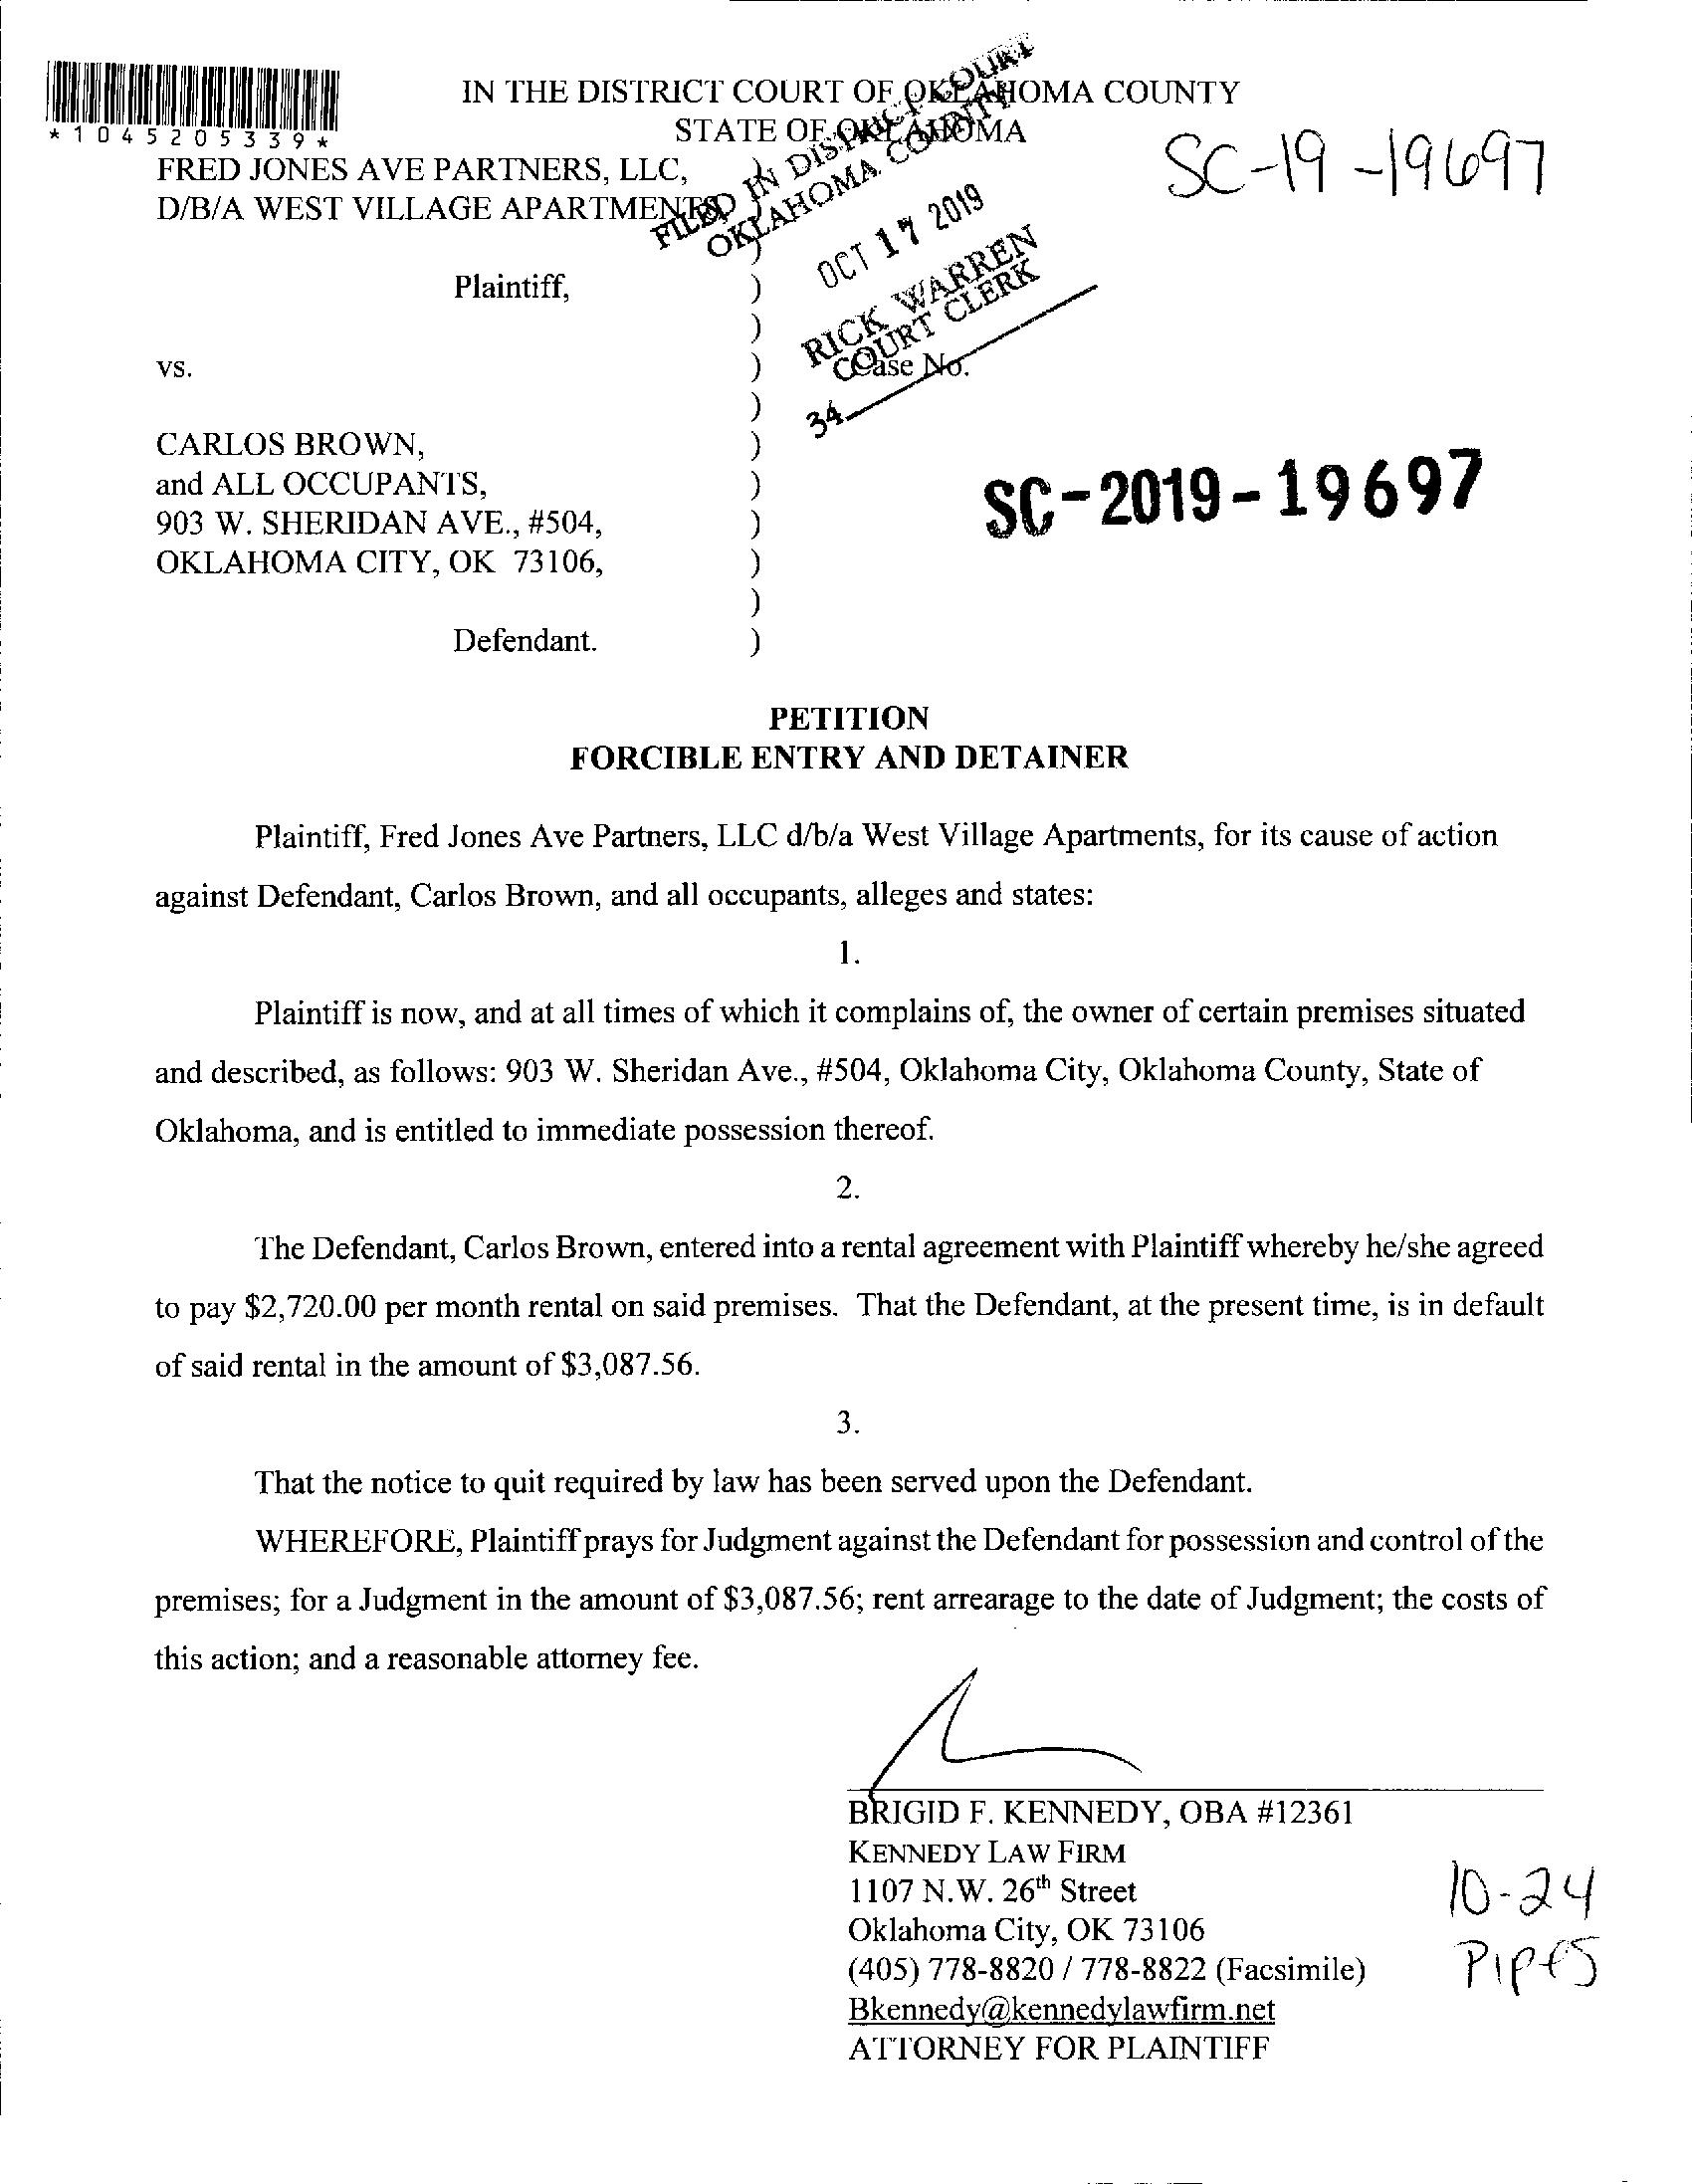 IN THE DISTRICT COURT OF OKLAHOMA COUNTY
STATE OF OKLAHOMA
*1045205339*
SC-19-19697
FRED JONES AVE PARTNERS, LLC, )
D/B/A WEST VILLAGE APARTMENTS, )
)
FILED IN DISTRICT COURT
OKLAHOMA COUNTY
OCT 17 2019
RICK WARREN
COURT CLERK
34
Plaintiff, )
)
vs. ) Case No.
)
CARLOS BROWN, )
and ALL OCCUPANTS, )
903 W. SHERIDAN AVE., #504, )
OKLAHOMA CITY, OK 73106, )
)
Defendant. )
SC-2019-19697
PETITION
FORCIBLE ENTRY AND DETAINER
Plaintiff, Fred Jones Ave Partners, LLC d/b/a West Village Apartments, for its cause of action
against Defendant, Carlos Brown, and all occupants, alleges and states:
1.
Plaintiff is now, and at all times of which it complains of, the owner of certain premises situated
and described, as follows: 903 W. Sheridan Ave., #504, Oklahoma City, Oklahoma County, State of
Oklahoma, and is entitled to immediate possession thereof.
2.
The Defendant, Carlos Brown, entered into a rental agreement with Plaintiff whereby he/she agreed
to pay $2,720.00 per month rental on said premises. That the Defendant, at the present time, is in default
of said rental in the amount of $3,087.56.
3.
That the notice to quit required by law has been served upon the Defendant.
WHEREFORE, Plaintiff prays for Judgment against the Defendant for possession and control of the
premises; for a Judgment in the amount of $3,087.56; rent arrearage to the date of Judgment; the costs of
this action; and a reasonable attorney fee.
BRIGID F. KENNEDY, OBA #12361
KENNEDY LAW FIRM
1107 N.W. 26th Street
Oklahoma City, OK 73106
(405) 778-8820 / 778-8822 (Facsimile)
Bkennedy@kennedylawfirm.net
ATTORNEY FOR PLAINTIFF
10-24
Pipes